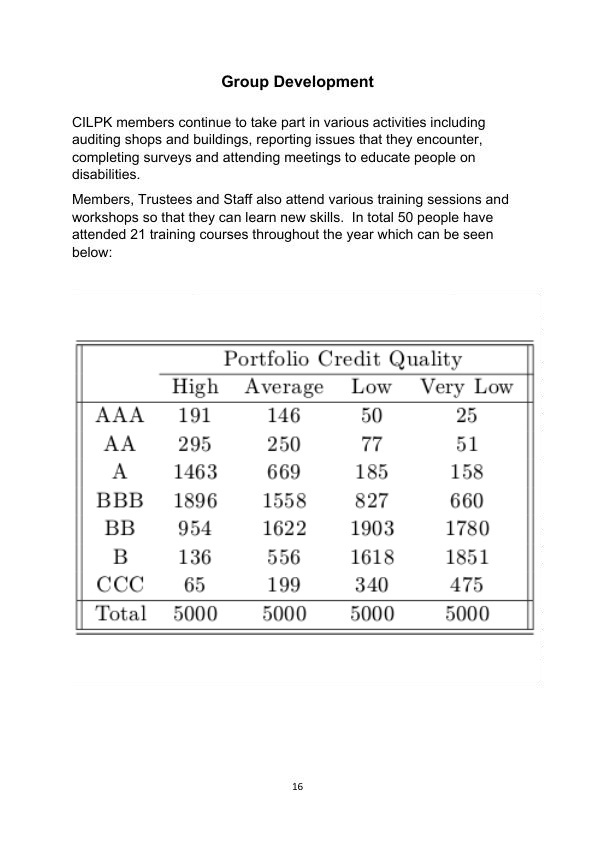 Group Development
CILPK members continue to take part in various activities including
auditing shops and buildings, reporting issues that they encounter,
completing surveys and attending meetings to educate people on
disabilities.
Members, Trustees and Staff also attend various training sessions and
workshops so that they can learn new skills.  In total 50 people have
attended 21 training courses throughout the year which can be seen
below:
Portfolio Credit Quality
High Average Low Very Low
AAA 191 146 50 25
AA 295 250 77 51
A 1463 669 185 158
BBB 1896 1558 827 660
BB 954 1622 1903 1780
B 136 556 1618 1851
CCC 65 199 340 475
Total 5000 5000 5000 5000
16